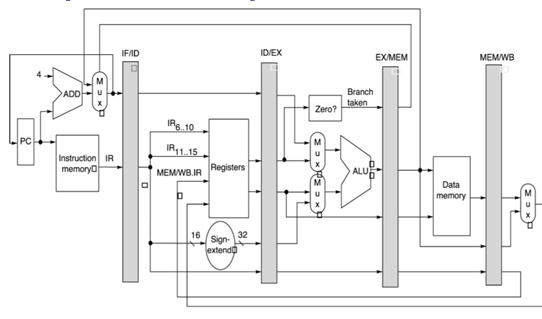 IF/ID
ID/EX
EX/MEM
MEM/WB
4
ADD
M
u
x
Zero?
Branch
taken
PC
Instruction
memory
IR
IR6..10
IR11..15
MEM/WB.IR
Registers
M
u
x
M
u
x
ALU
Data
memory
M
u
x
16
Sign-
extend
32